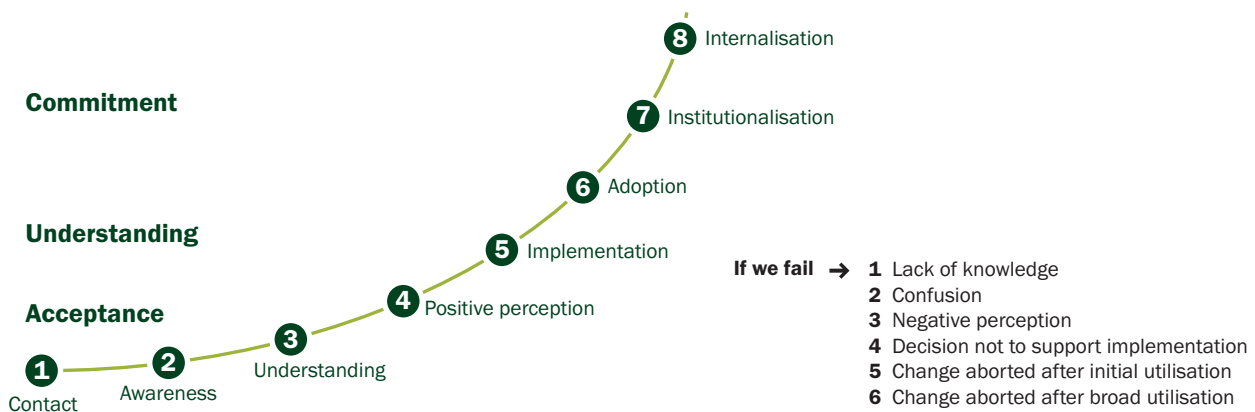 8 Internalisation
Commitment
7 Institutionalisation
6 Adoption
Understanding
5 Implementation
If we fail → 1 Lack of knowledge
2 Confusion
3 Negative perception
4 Decision not to support implementation
5 Change aborted after initial utilisation
6 Change aborted after broad utilisation
Acceptance
4 Positive perception
3 Understanding
2 Awareness
1 Contact